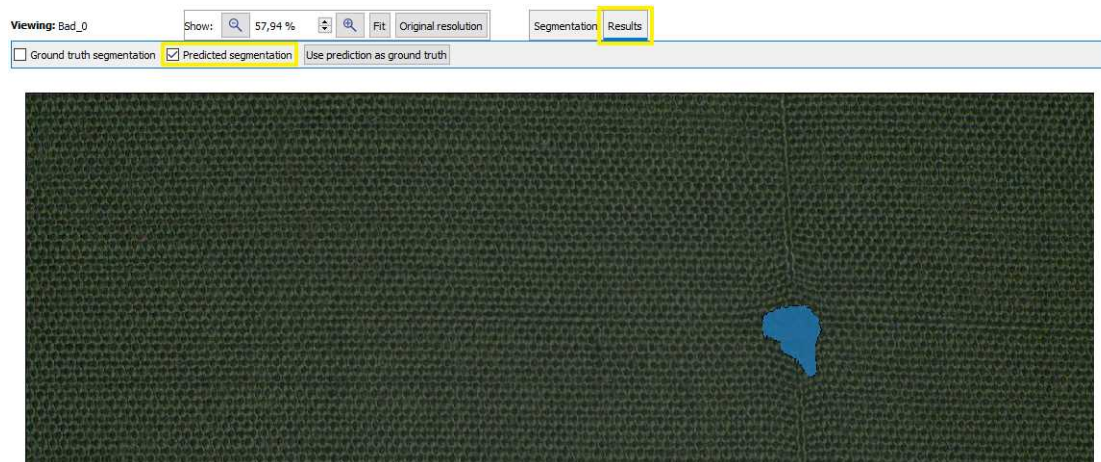 Viewing: Bad_0 Show: 57,94 % Fit Original resolution Segmentation Results
Ground truth segmentation Predicted segmentation Use prediction as ground truth